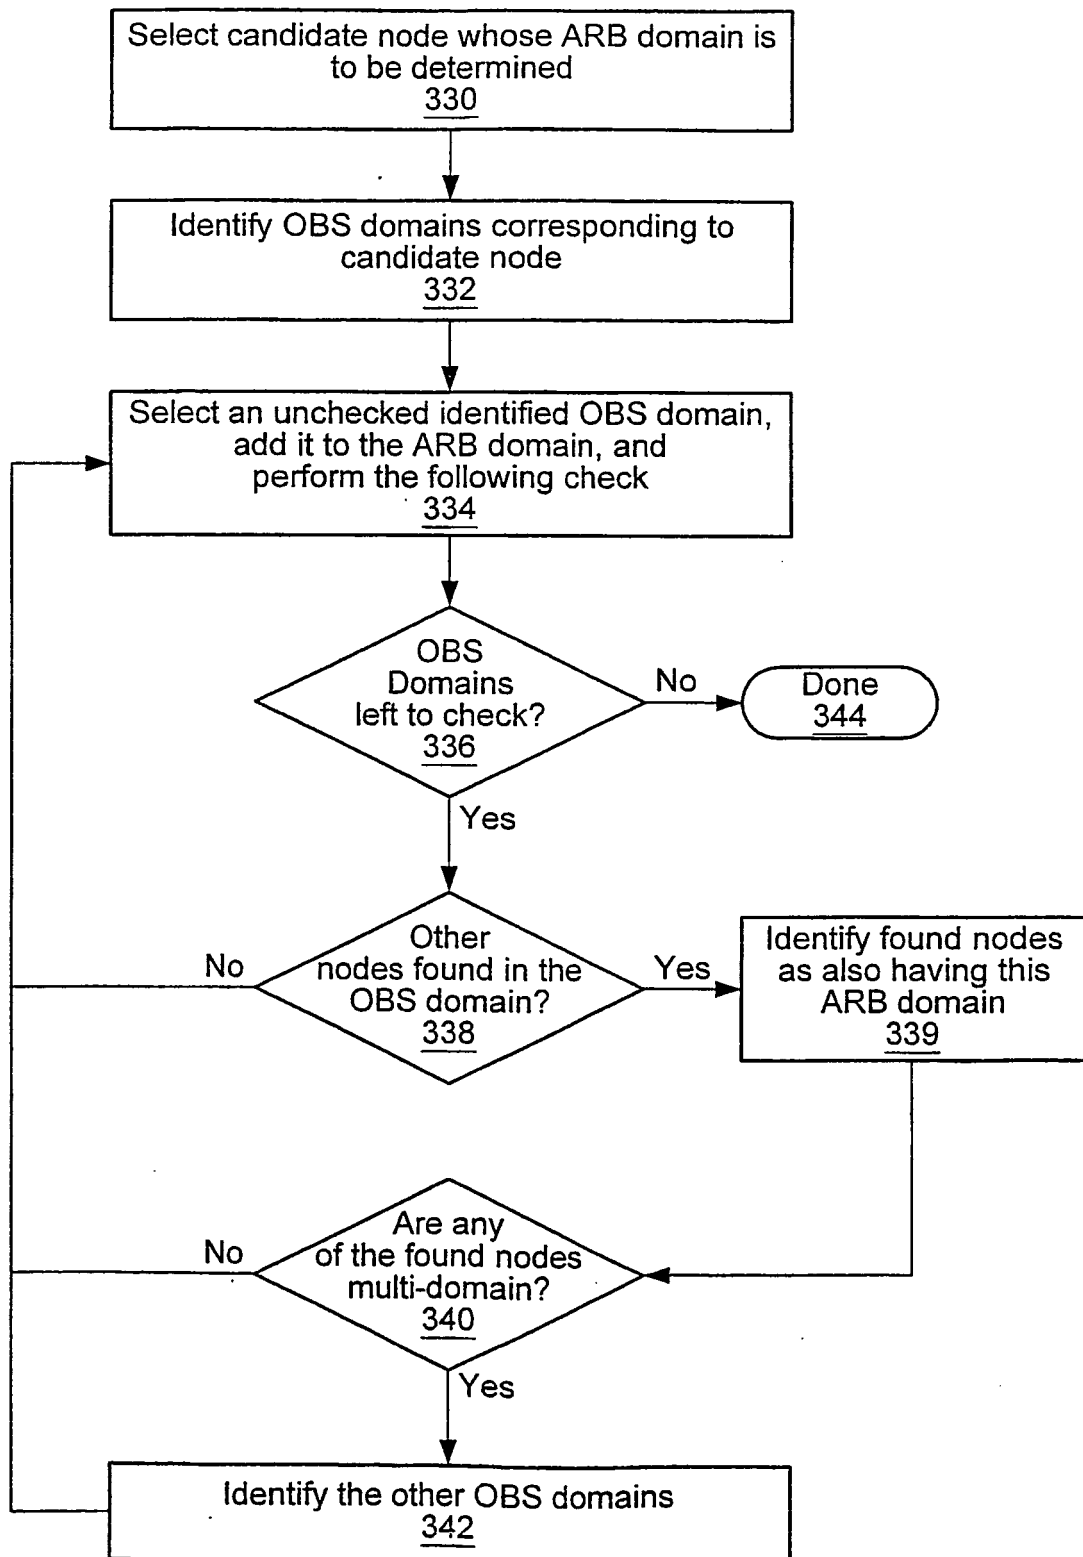 Select candidate node whose ARB domain is
to be determined
330
Identify OBS domains corresponding to
candidate node
332
Select an unchecked identified OBS domain,
add it to the ARB domain, and
perform the following check
334
OBS
Domains
left to check?
336
No
Done
344
Yes
Other
nodes found in the
OBS domain?
338
No
Yes
Identify found nodes
as also having this
ARB domain
339
Are any
of the found nodes
multi-domain?
340
No
Yes
Identify the other OBS domains
342